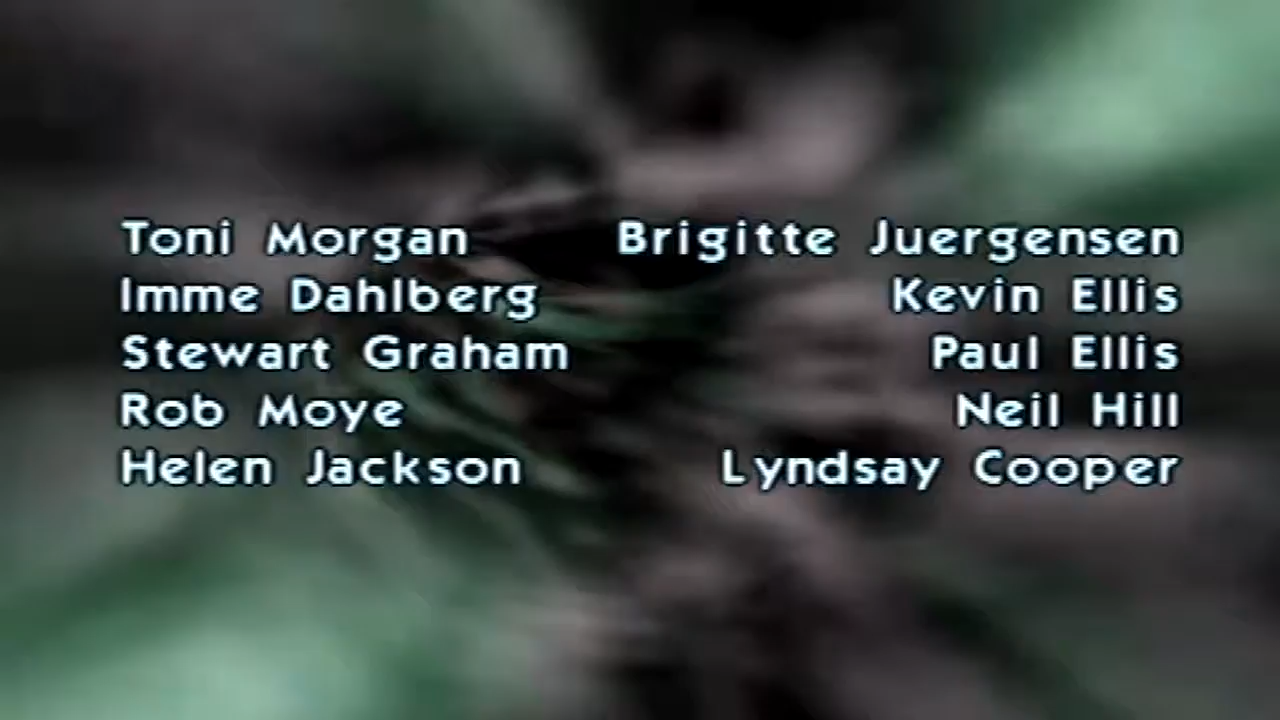 Toni Morgan Brigitte Juergensen
Imme Dahlberg Kevin Ellis
Stewart Graham Paul Ellis
Rob Moye Neil Hill
Helen Jackson Lyndsay Cooper